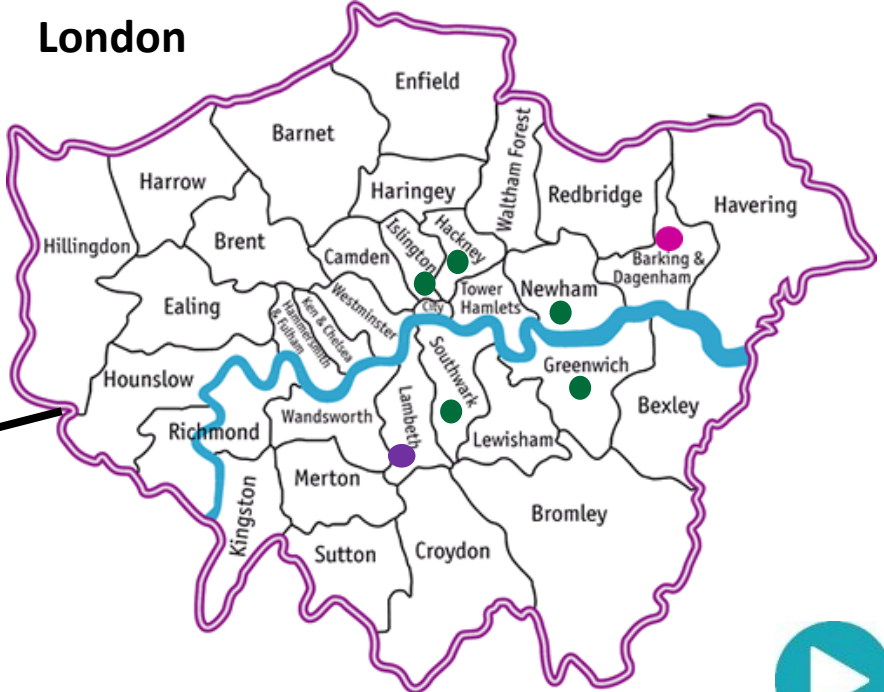 London
Enfield
Barnet
Waltham Forest
Harrow
Haringey
Redbridge
Havering
Hillingdon
Brent
Camden
Islington
Hackney
Barking &
Dagenham
Ealing
Hammersmith
& Fulham
Ken & Chelsea
Westminster
City
Tower
Hamlets
Newham
Hounslow
Southwark
Greenwich
Richmond
Wandsworth
Lambeth
Lewisham
Bexley
Merton
Kingston
Bromley
Sutton
Croydon